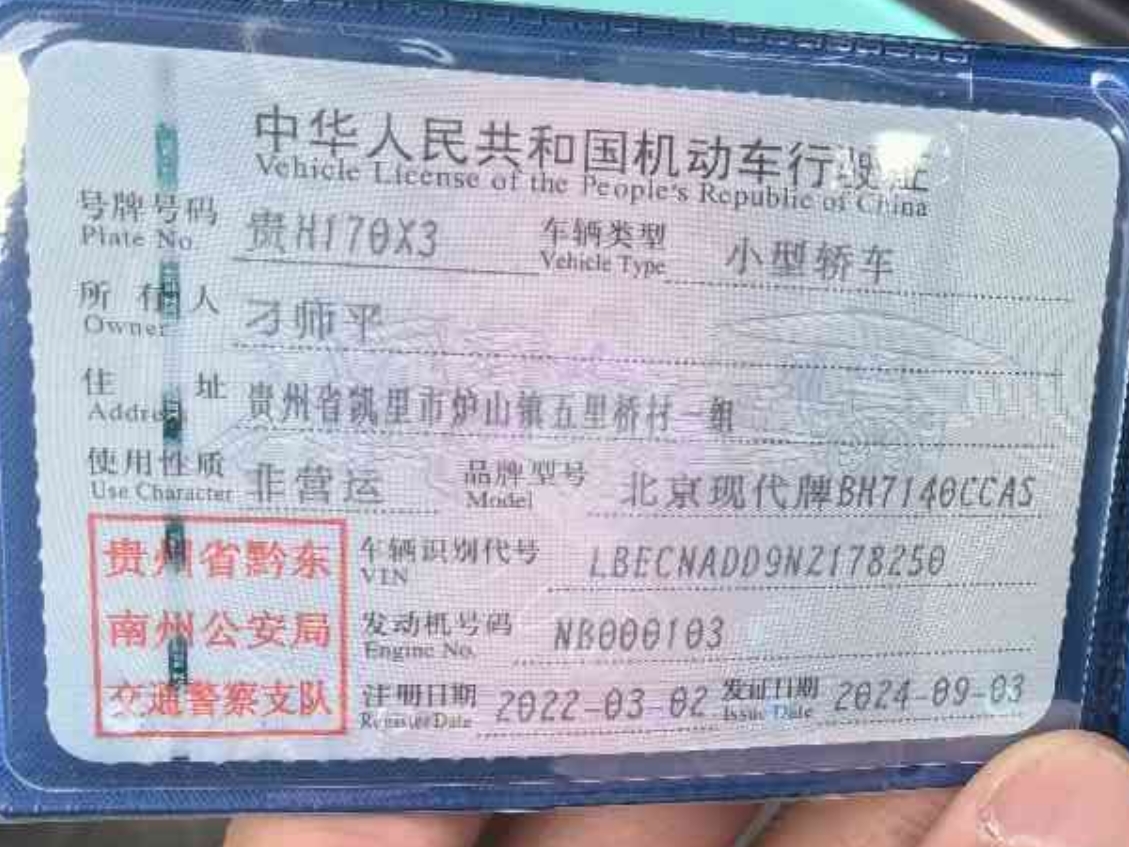 中华人民共和国机动车行驶证
Vehicle License of the People's Republic of China
号牌号码 贵H170X3 车辆类型 小型轿车
Plate No. Vehicle Type
所有人 刁师平
Owner
住址 贵州省凯里市炉山镇五里桥村一组
Address
使用性质 非营运 品牌型号 北京现代牌BH7140CCAS
Use Character Model
贵州省黔东 车辆识别代号 LBECNADD9NZ178250
VIN
南州公安局 发动机号码 NB000103
Engine No.
交通警察支队 注册日期 2022-03-02 发证日期 2024-09-03
Register Date Issue Date